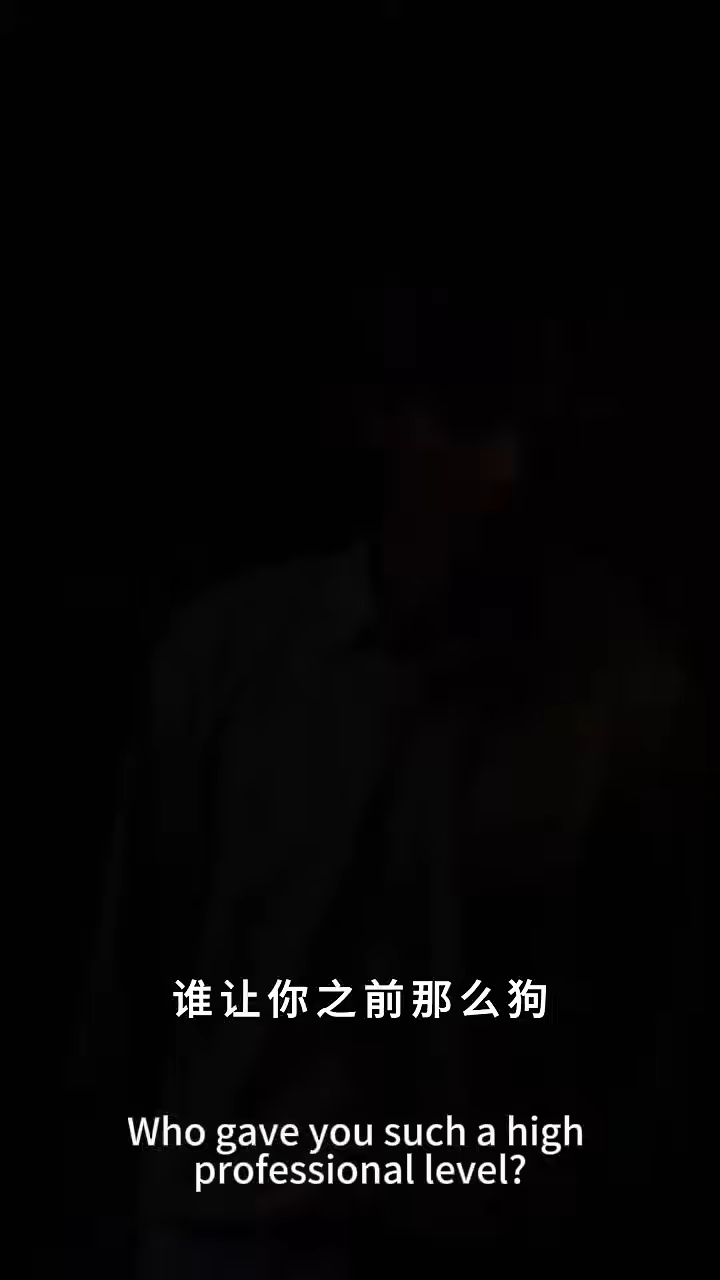 谁让你之前那么狗
Who gave you such a high
professional level?